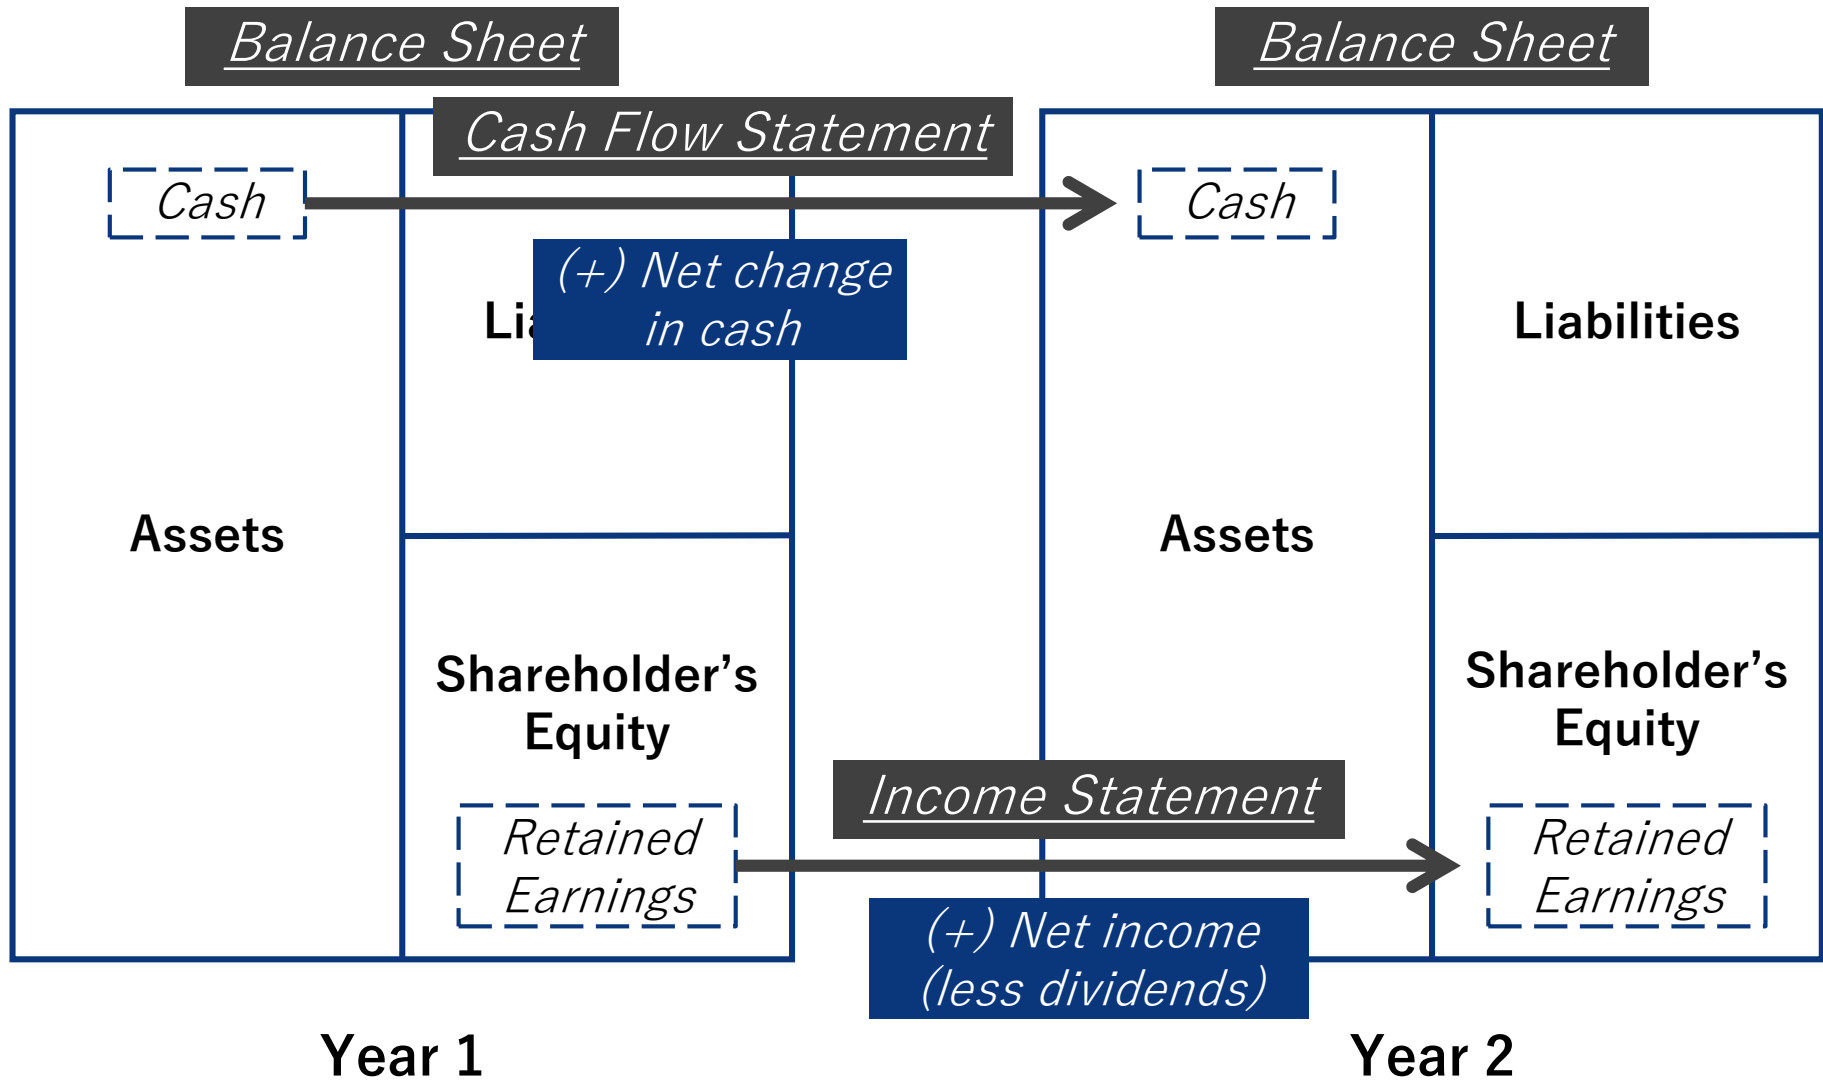 Balance Sheet
Balance Sheet
Cash Flow Statement
Cash
Cash
(+) Net change
in cash
Liabilities
Assets
Assets
Shareholder’s
Equity
Shareholder’s
Equity
Income Statement
Retained
Earnings
Retained
Earnings
(+) Net income
(less dividends)
Year 1
Year 2